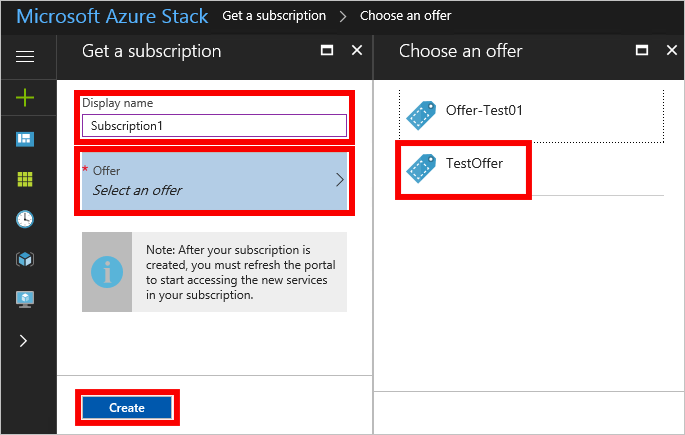 Microsoft Azure Stack Get a subscription > Choose an offer
Get a subscription
Display name
Subscription1
* Offer
Select an offer
Note: After your subscription is
created, you must refresh the portal
to start accessing the new services
in your subscription.
Create
Choose an offer
Offer-Test01
TestOffer